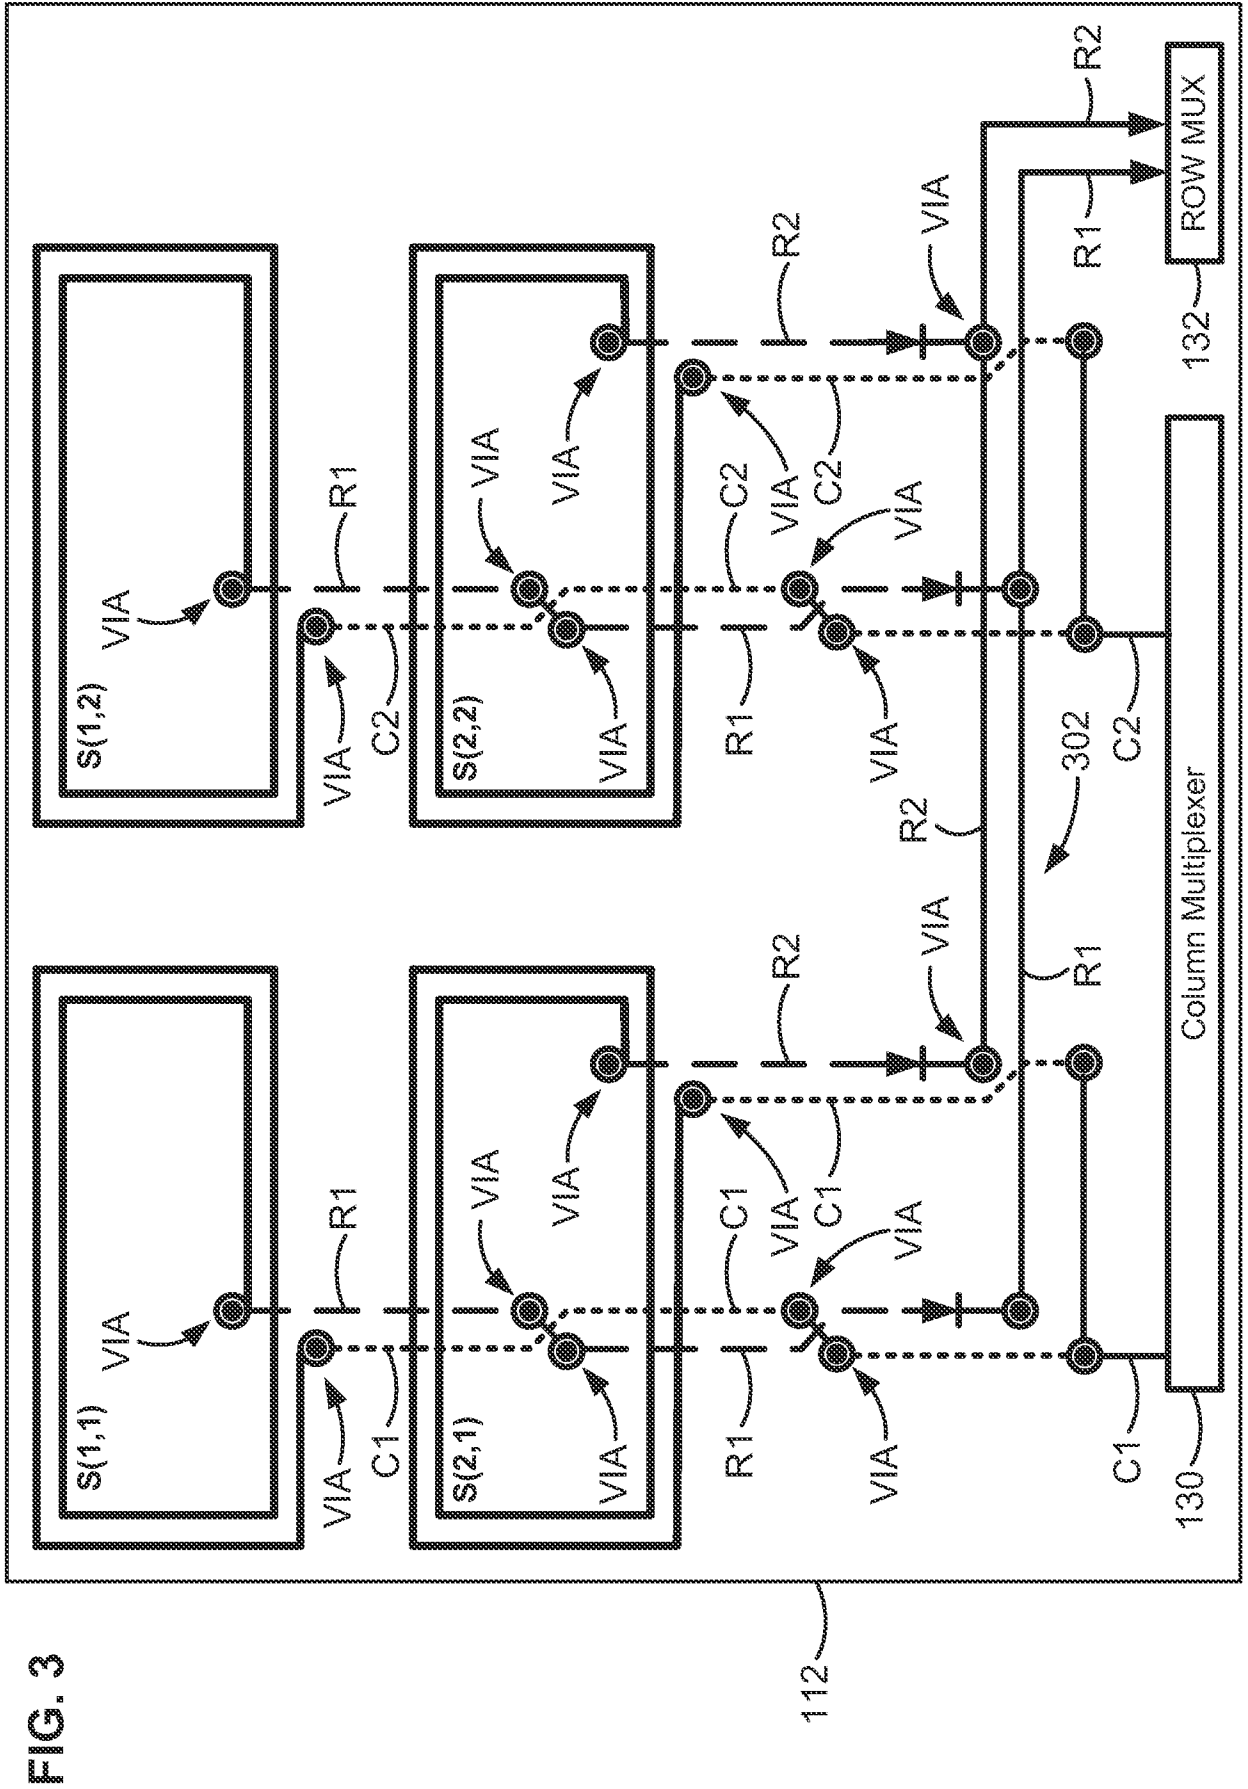 FIG. 3
S(1,1)
S(1,2)
VIA
VIA
VIA
R1
VIA
R1
C1
C2
S(2,1)
S(2,2)
VIA
VIA
VIA
VIA
VIA
VIA
R1
C1
R1
C2
VIA
R2
VIA
R2
112
C1
C2
VIA
VIA
VIA
VIA
R2
VIA
VIA
302
R1
R1
R2
C1
C2
130
Column Multiplexer
132
ROW MUX